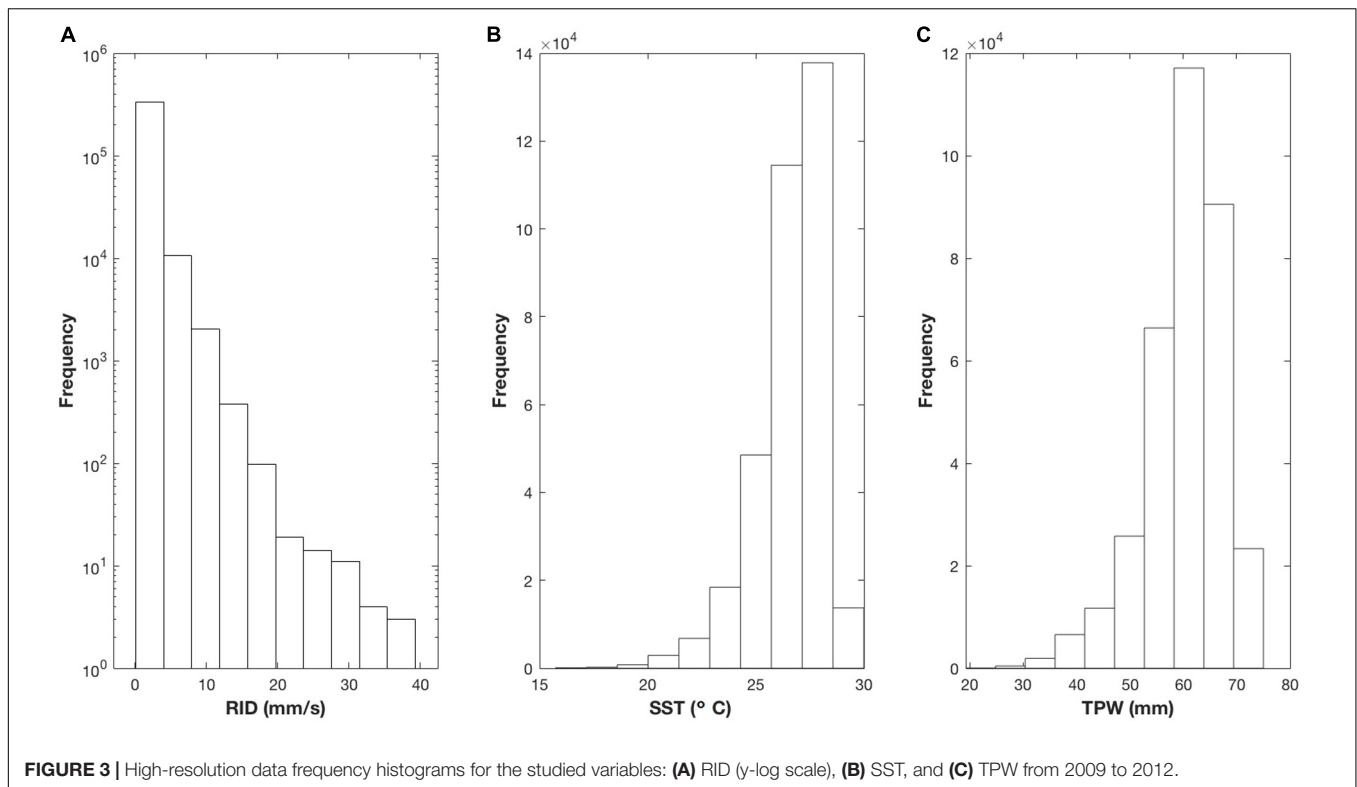 A
10^6
10^5
10^4
10^3
10^2
10^1
10^0
Frequency
0 10 20 30 40
RID (mm/s)
B
×10^4
14
12
10
8
6
4
2
0
Frequency
15 20 25 30
SST (º C)
C
×10^4
12
10
8
6
4
2
0
Frequency
20 30 40 50 60 70 80
TPW (mm)
FIGURE 3 | High-resolution data frequency histograms for the studied variables: (A) RID (y-log scale), (B) SST, and (C) TPW from 2009 to 2012.